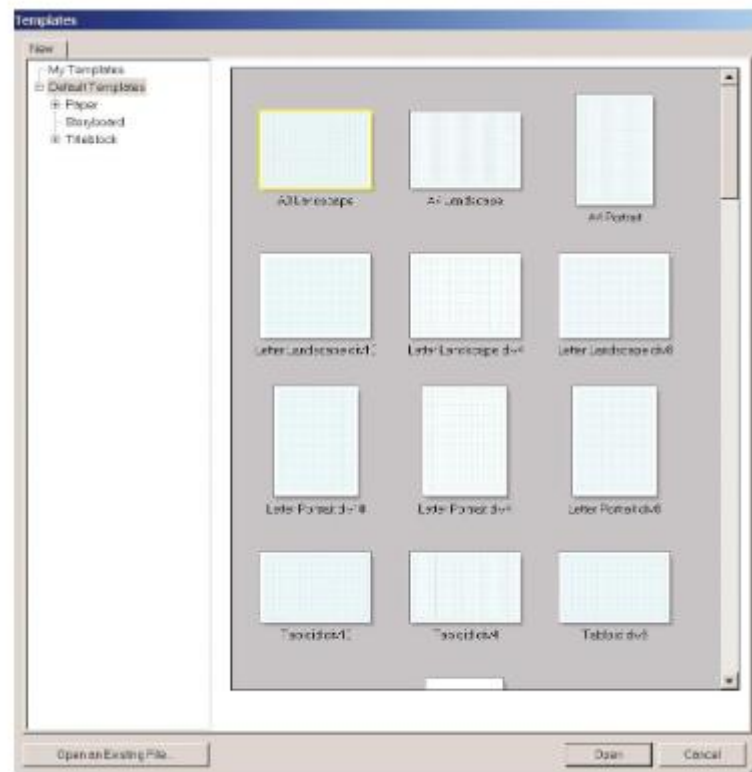 Templates
New
My Templates
Default Templates
Paper
Storyboard
Titleblock
A3 Landscape
A4 Landscape
A4 Portrait
Letter Landscape div10
Letter Landscape div4
Letter Landscape div8
Letter Portrait div10
Letter Portrait div4
Letter Portrait div8
Tabloid div10
Tabloid div4
Tabloid div8
Open an Existing File...
Open
Cancel